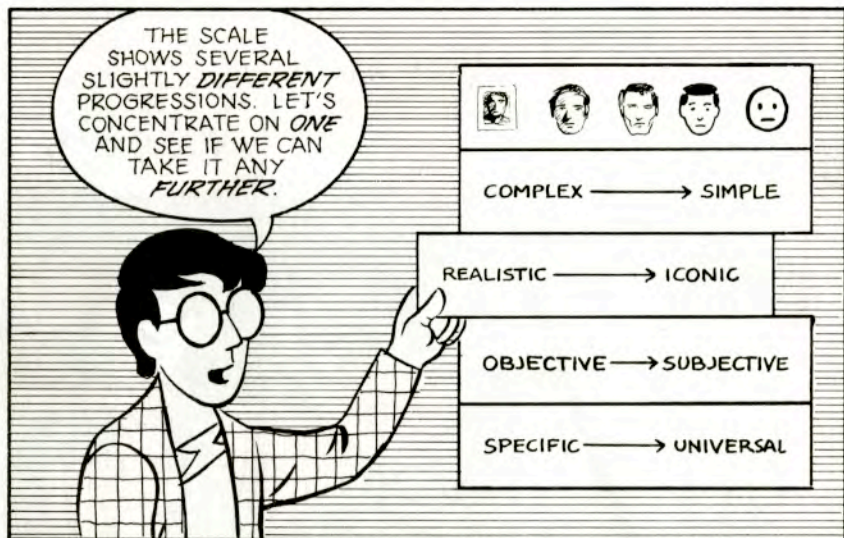 THE SCALE
SHOWS SEVERAL
SLIGHTLY DIFFERENT
PROGRESSIONS. LET'S
CONCENTRATE ON ONE
AND SEE IF WE CAN
TAKE IT ANY
FURTHER.
COMPLEX → SIMPLE
REALISTIC → ICONIC
OBJECTIVE → SUBJECTIVE
SPECIFIC → UNIVERSAL